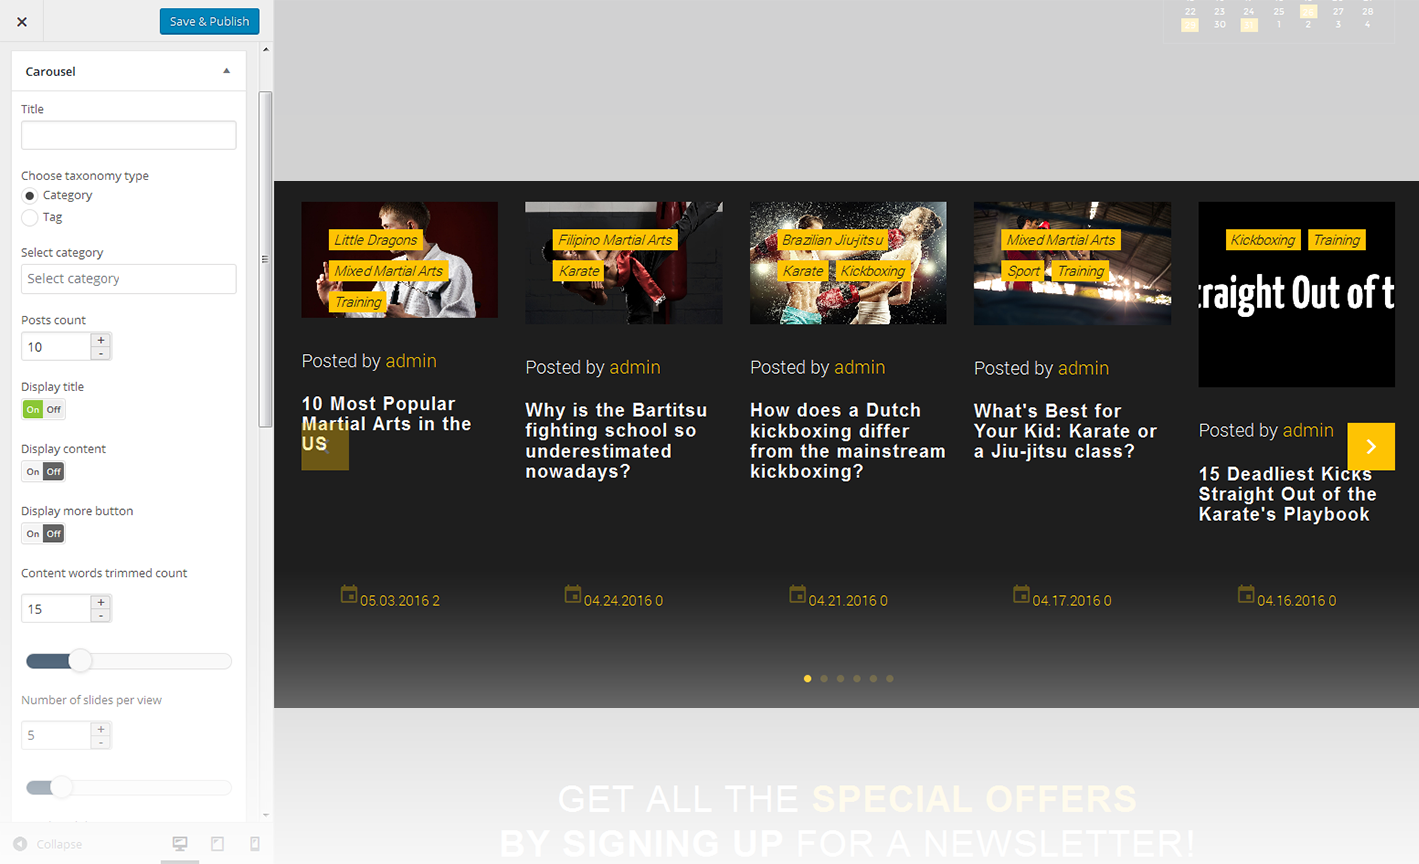 Save & Publish
Carousel
Title
Choose taxonomy type
Category
Tag
Select category
Select category
Posts count
10
+
-
Display title
On Off
Display content
On Off
Display more button
On Off
Content words trimmed count
15
+
-
Number of slides per view
5
+
-
Collapse
22 23 24 25 26 27 28
29 30 31 1 2 3 4
Little Dragons
Mixed Martial Arts
Training
Posted by admin
10 Most Popular
Martial Arts in the
US
05.03.2016 2
Filipino Martial Arts
Karate
Posted by admin
Why is the Bartitsu
fighting school so
underestimated
nowadays?
04.24.2016 0
Brazilian Jiu-jitsu
Karate Kickboxing
Posted by admin
How does a Dutch
kickboxing differ
from the mainstream
kickboxing?
04.21.2016 0
Mixed Martial Arts
Sport Training
Posted by admin
What's Best for
Your Kid: Karate or
a Jiu-jitsu class?
04.17.2016 0
Kickboxing Training
traight Out of t
Posted by admin
15 Deadliest Kicks
Straight Out of the
Karate's Playbook
04.16.2016 0
GET ALL THE SPECIAL OFFERS
BY SIGNING UP FOR A NEWSLETTER!